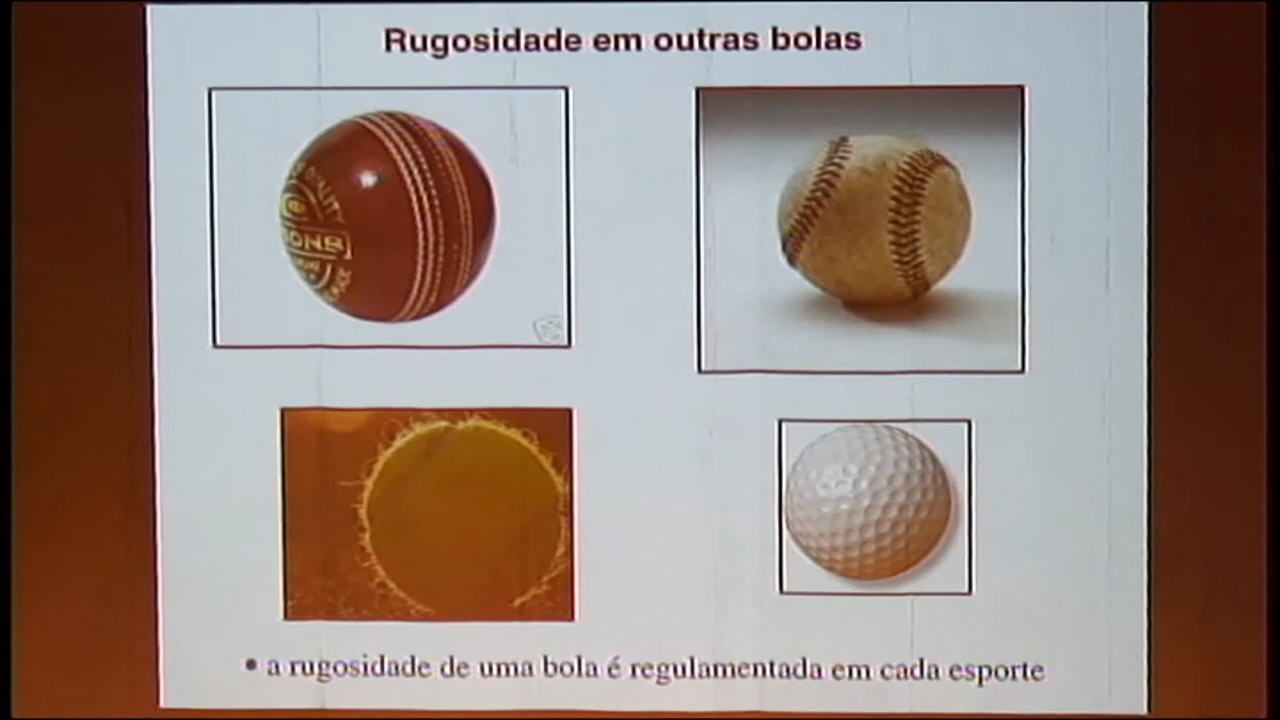 Rugosidade em outras bolas
• a rugosidade de uma bola é regulamentada em cada esporte